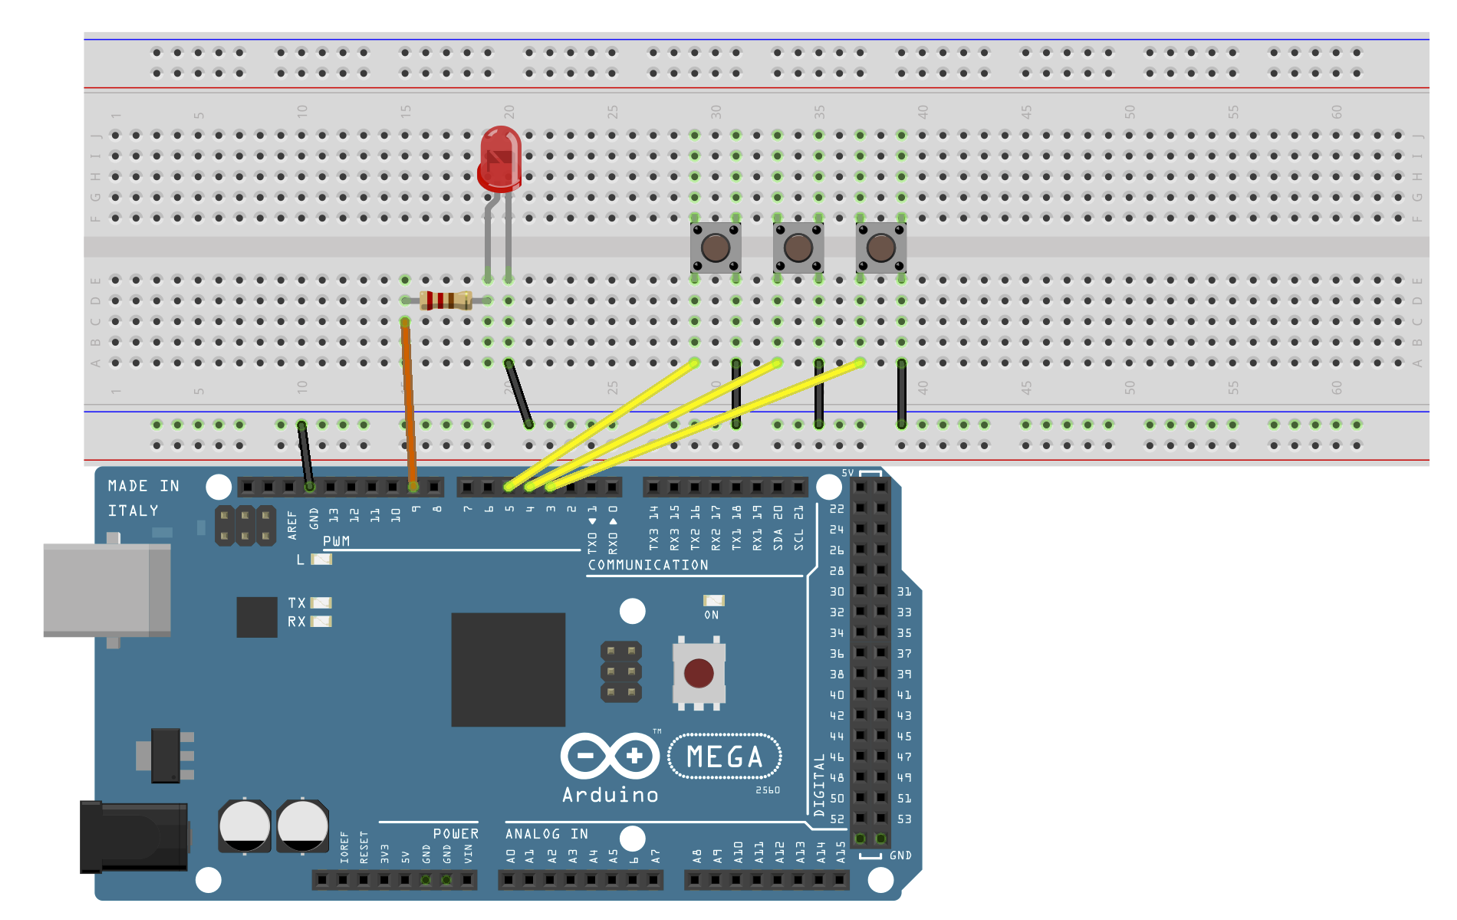 1 5 10 15 20 25 30 35 40 45 50 55 60
J J
I I
H H
G G
F F
E E
D D
C C
B B
A A
1 5 10 20 25 30 40 45 50 55 60
MADE IN
ITALY
AREF GND 13 12 11 10 9 8
7 6 5 4 3 2 TX0 ◄ 1 RX0 ► 0
TX3 14 RX3 15 TX2 16 RX2 17 TX1 18 RX1 19 SDA 20 SCL 21
5V
PWM
COMMUNICATION
L
TX
RX
ON
22
24
26
28
30 31
32 33
34 35
36 37
38 39
40 41
42 43
44 45
46 47
48 49
50 51
52 53
GND
DIGITAL
TM
MEGA
2560
Arduino
POWER
IOREF RESET 3V3 5V GND GND VIN
ANALOG IN
A0 A1 A2 A3 A4 A5 6 A7
A8 A9 A10 A11 A12 A13 A14 A15